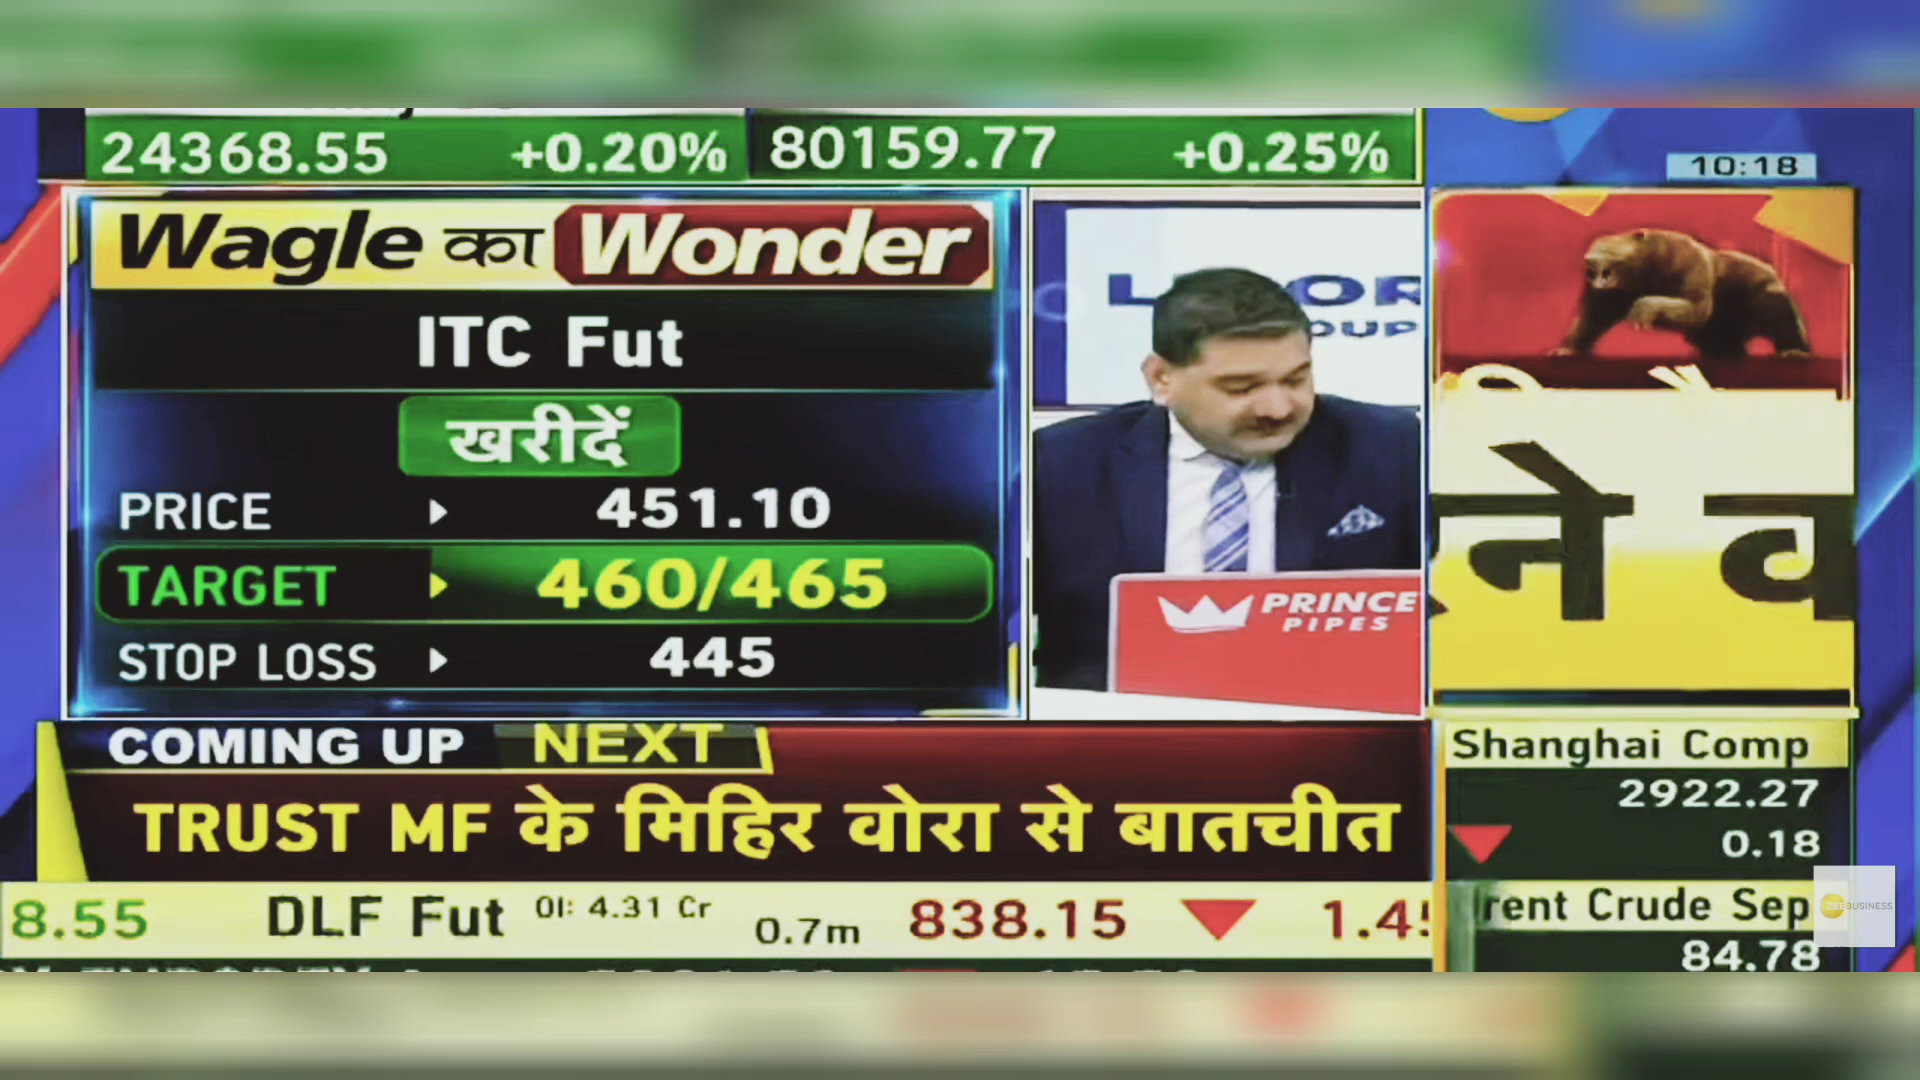 24368.55 +0.20% 80159.77 +0.25%
10:18
Wagle का Wonder
ITC Fut
खरीदें
PRICE 451.10
TARGET 460/465
STOP LOSS 445
PRINCE
PIPES
COMING UP NEXT
TRUST MF के मिहिर वोरा से बातचीत
8.55 DLF Fut OI: 4.31 Cr 0.7m 838.15
Shanghai Comp
2922.27
0.18
rent Crude Sep
84.78
ZEE BUSINESS